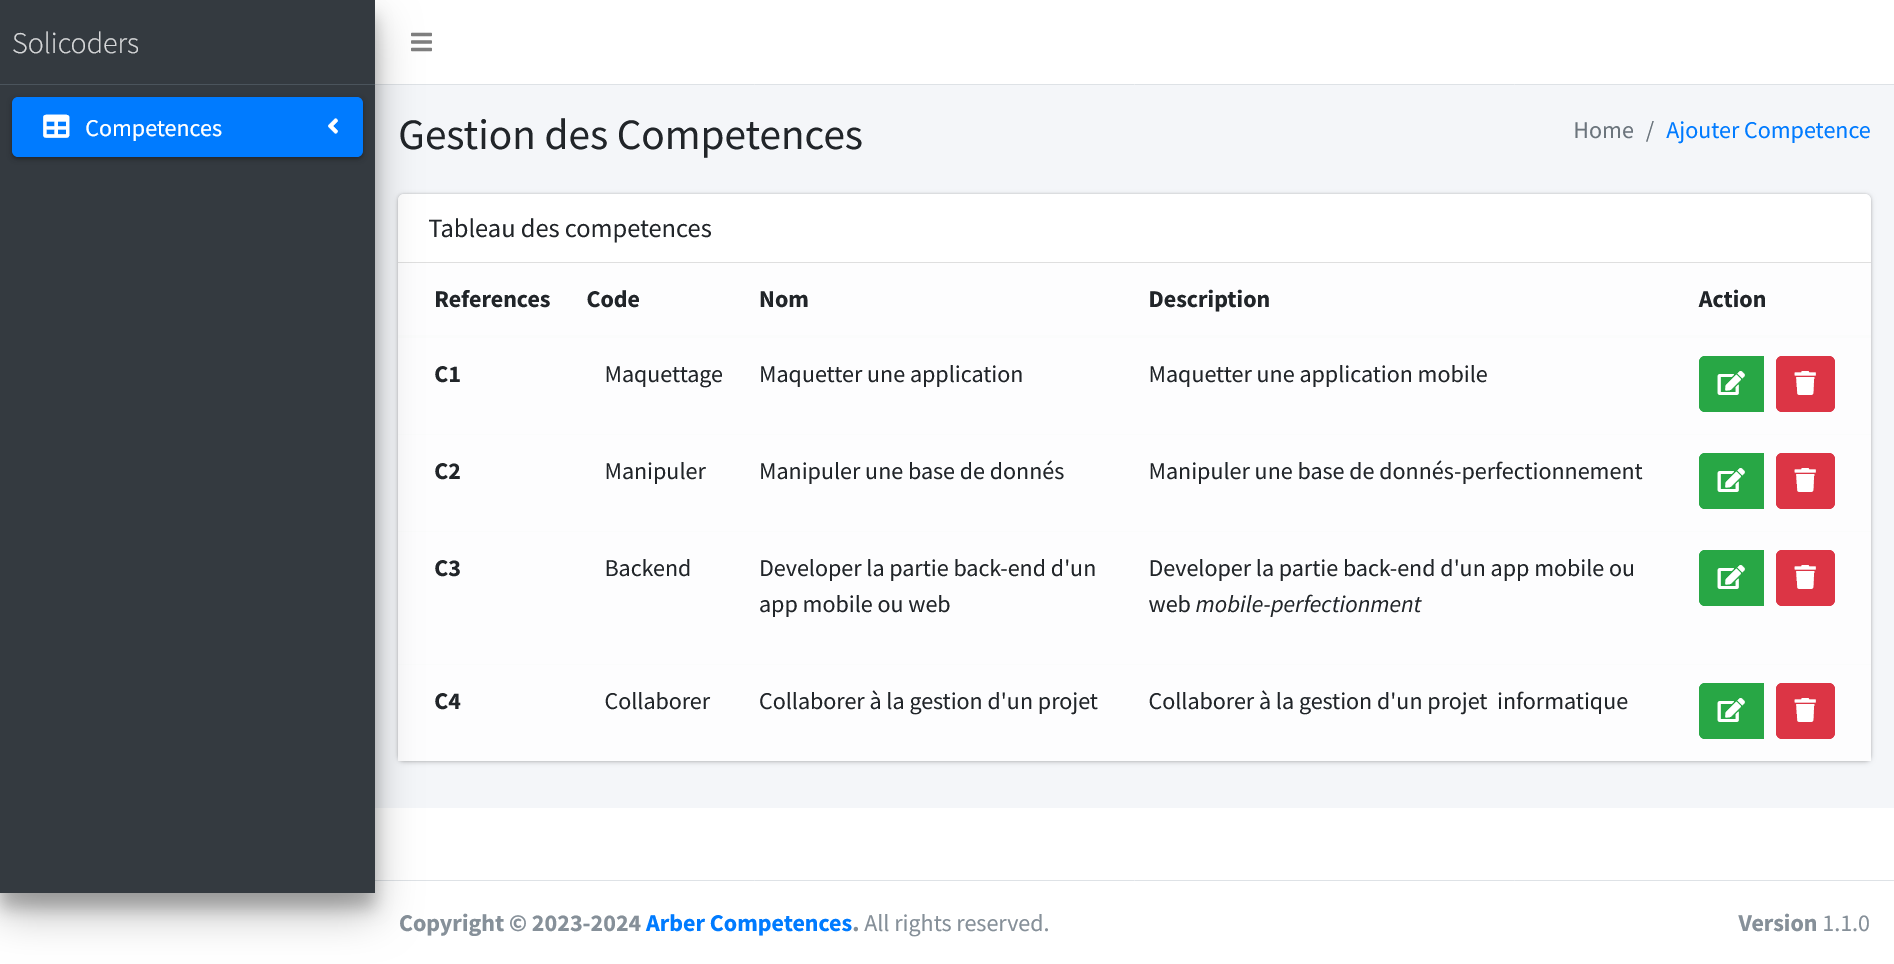 Solicoders
Competences
Gestion des Competences
Home / Ajouter Competence
Tableau des competences
References Code Nom Description Action
C1 Maquettage Maquetter une application Maquetter une application mobile
C2 Manipuler Manipuler une base de donnés Manipuler une base de donnés-perfectionnement
C3 Backend Developer la partie back-end d'un Developer la partie back-end d'un app mobile ou
app mobile ou web web mobile-perfectionment
C4 Collaborer Collaborer à la gestion d'un projet Collaborer à la gestion d'un projet informatique
Copyright © 2023-2024 Arber Competences. All rights reserved. Version 1.1.0